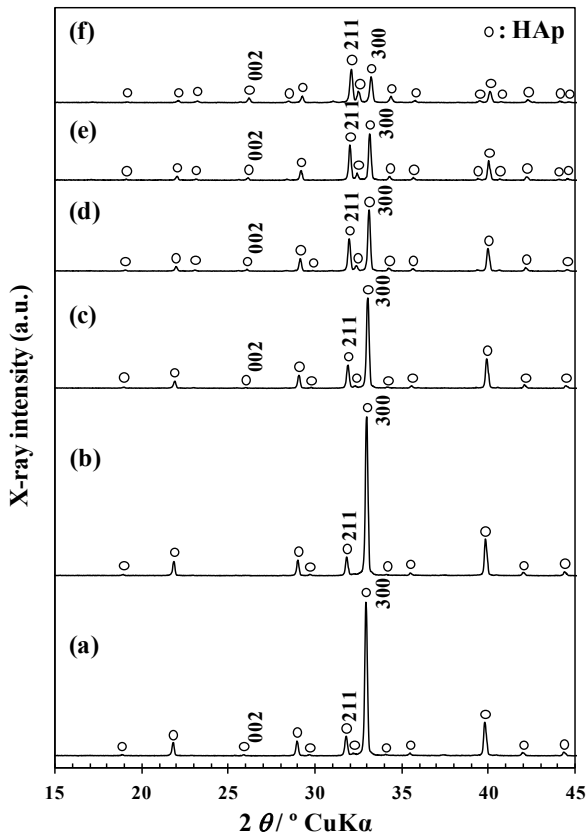 (f)
002
211
300
○: HAp
(e)
002
211
300
(d)
002
211
300
(c)
002
211
300
(b)
211
300
(a)
002
211
300
X-ray intensity (a.u.)
15 20 25 30 35 40 45
2 θ/ º CuKα